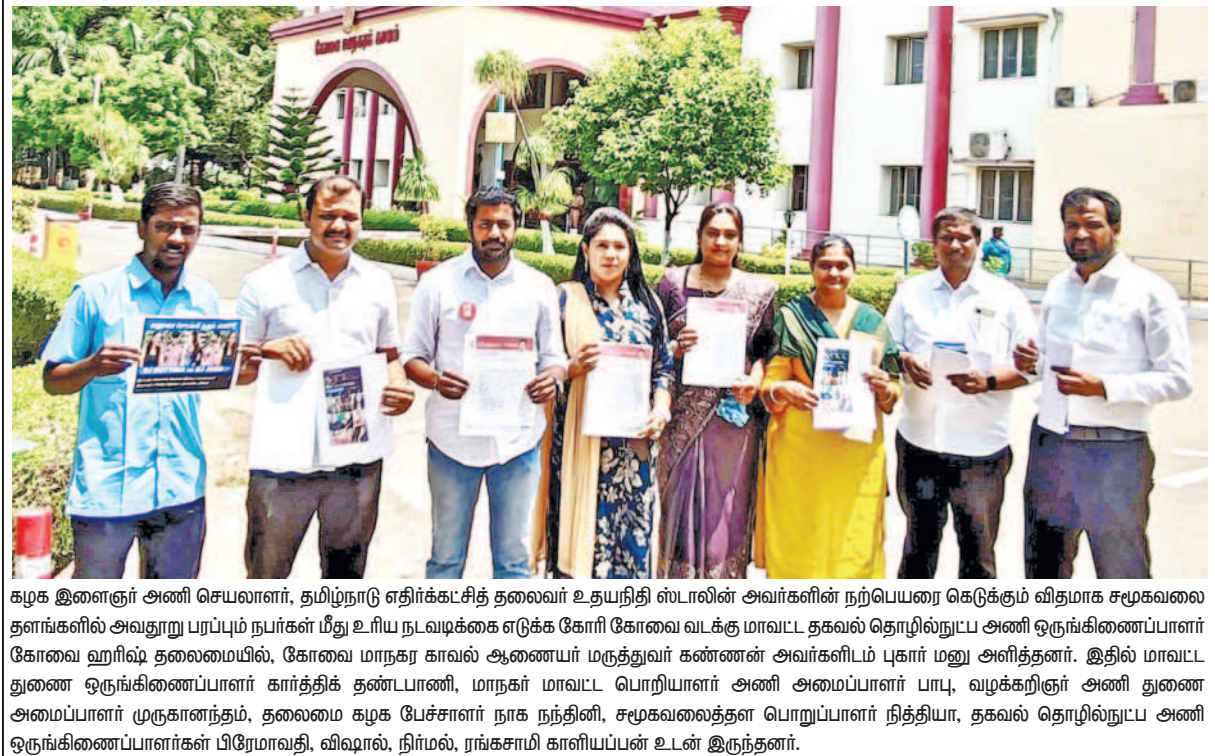 கோவை மாநகரக் காவல்
கழக இளைஞர் அணி செயலாளர், தமிழ்நாடு எதிர்க்கட்சித் தலைவர் உதயநிதி ஸ்டாலின் அவர்களின் நற்பெயரை கெடுக்கும் விதமாக சமூகவலை
தளங்களில் அவதூறு பரப்பும் நபர்கள் மீது உரிய நடவடிக்கை எடுக்க கோரி கோவை வடக்கு மாவட்ட தகவல் தொழில்நுட்ப அணி ஒருங்கிணைப்பாளர்
கோவை ஹரிஷ் தலைமையில், கோவை மாநகர காவல் ஆணையர் மருத்துவர் கண்ணன் அவர்களிடம் புகார் மனு அளித்தனர். இதில் மாவட்ட
துணை ஒருங்கிணைப்பாளர் கார்த்திக் தண்டபாணி, மாநகர் மாவட்ட பொறியாளர் அணி அமைப்பாளர் பாபு, வழக்கறிஞர் அணி துணை
அமைப்பாளர் முருகானந்தம், தலைமை கழக பேச்சாளர் நாக நந்தினி, சமூகவலைத்தள பொறுப்பாளர் நித்தியா, தகவல் தொழில்நுட்ப அணி
ஒருங்கிணைப்பாளர்கள் பிரேமாவதி, விஷால், நிர்மல், ரங்கசாமி காளியப்பன் உடன் இருந்தனர்.